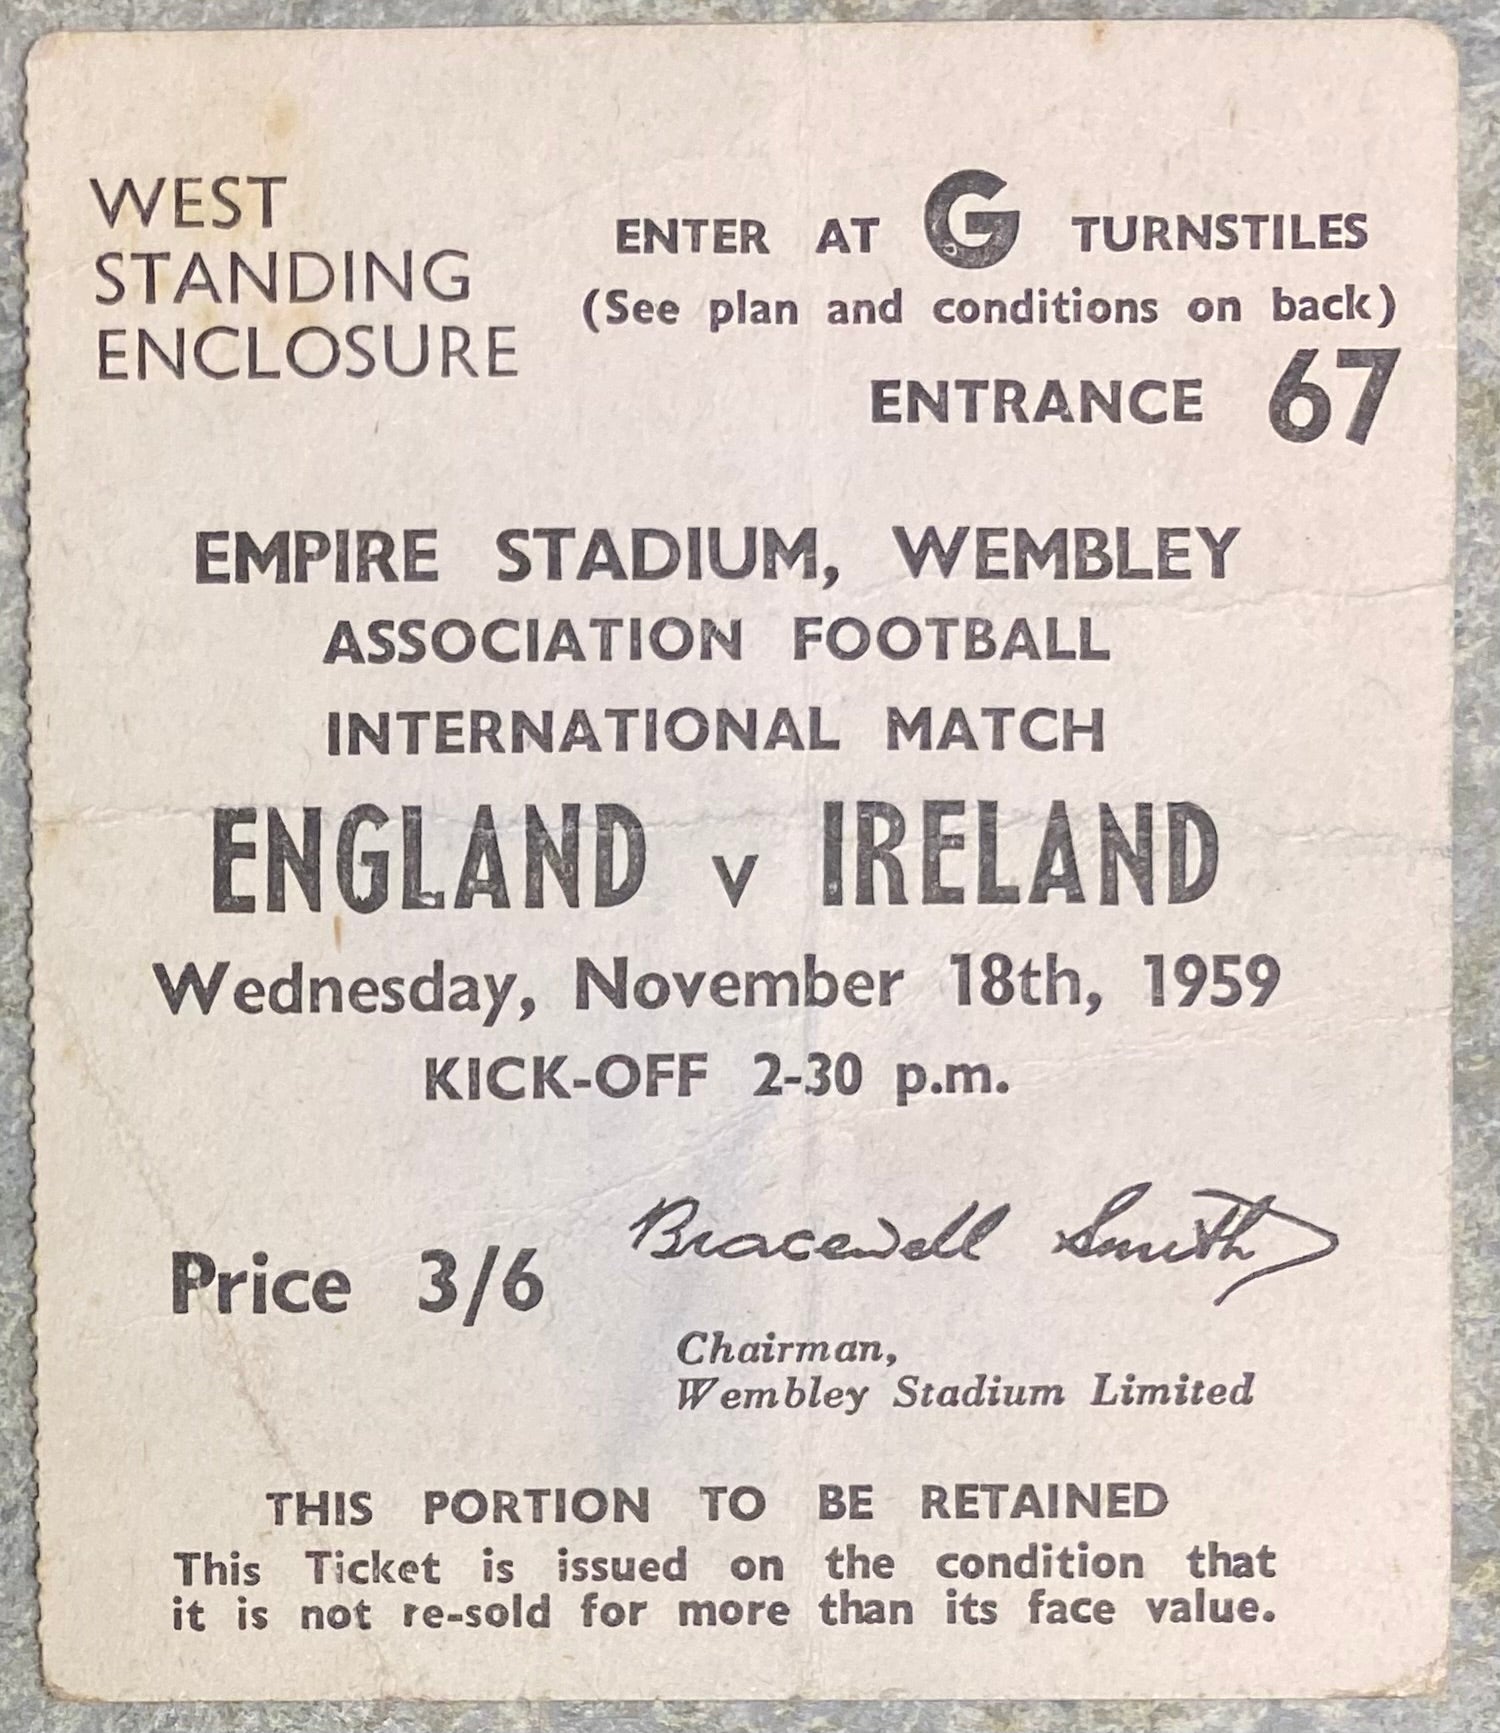 WEST
STANDING
ENCLOSURE
ENTER AT G TURNSTILES
(See plan and conditions on back)
ENTRANCE 67
EMPIRE STADIUM, WEMBLEY
ASSOCIATION FOOTBALL
INTERNATIONAL MATCH
ENGLAND v IRELAND
Wednesday, November 18th, 1959
KICK-OFF 2-30 p.m.
Price 3/6
Bracewell Smith
Chairman,
Wembley Stadium Limited
THIS PORTION TO BE RETAINED
This Ticket is issued on the condition that
it is not re-sold for more than its face value.